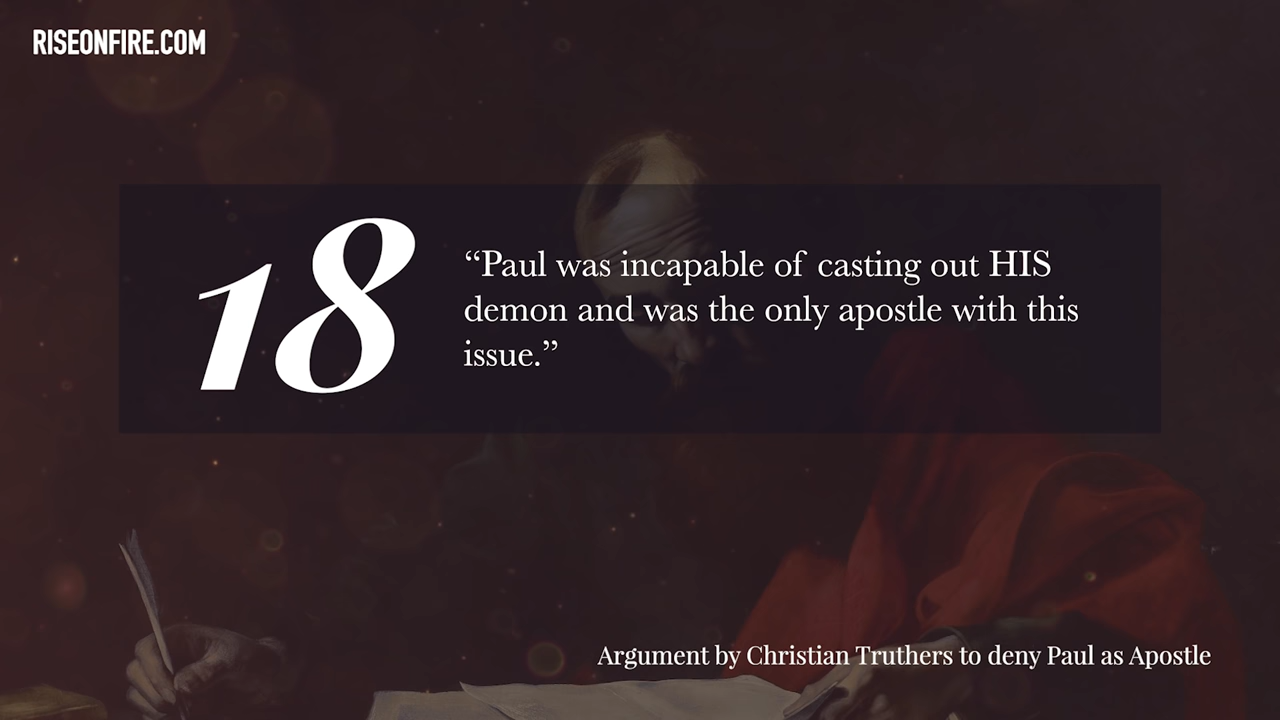 RISEONFIRE.COM
18
“Paul was incapable of casting out HIS
demon and was the only apostle with this
issue.”
Argument by Christian Truthers to deny Paul as Apostle